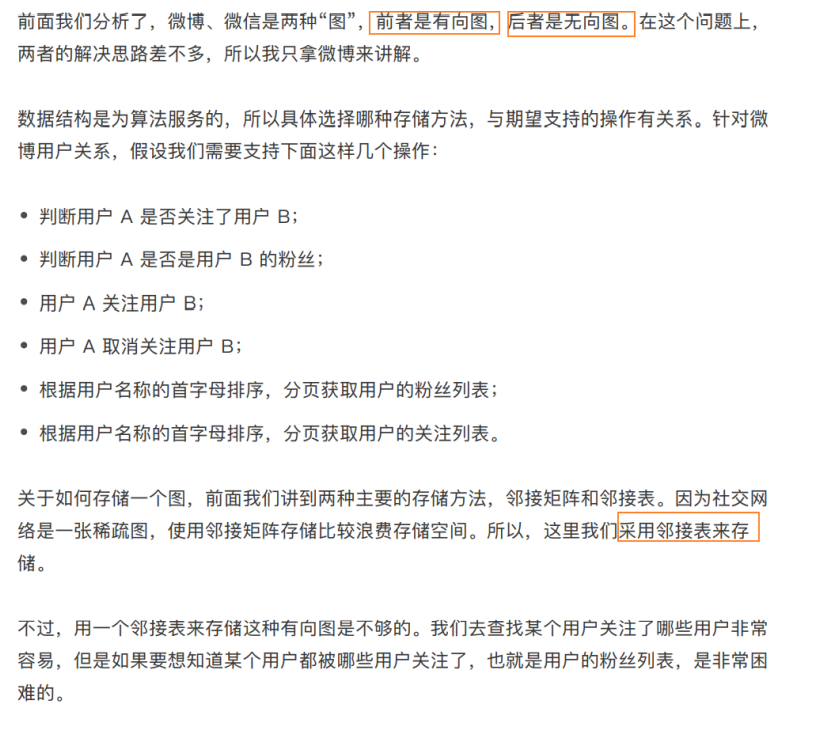 前面我们分析了，微博、微信是两种“图”，前者是有向图，后者是无向图。在这个问题上，
两者的解决思路差不多，所以我只拿微博来讲解。
数据结构是为算法服务的，所以具体选择哪种存储方法，与期望支持的操作有关系。针对微
博用户关系，假设我们需要支持下面这样几个操作：
• 判断用户 A 是否关注了用户 B；
• 判断用户 A 是否是用户 B 的粉丝；
• 用户 A 关注用户 B；
• 用户 A 取消关注用户 B；
• 根据用户名称的首字母排序，分页获取用户的粉丝列表；
• 根据用户名称的首字母排序，分页获取用户的关注列表。
关于如何存储一个图，前面我们讲到两种主要的存储方法，邻接矩阵和邻接表。因为社交网
络是一张稀疏图，使用邻接矩阵存储比较浪费存储空间。所以，这里我们采用邻接表来存
储。
不过，用一个邻接表来存储这种有向图是不够的。我们去查找某个用户关注了哪些用户非常
容易，但是如果要想知道某个用户都被哪些用户关注了，也就是用户的粉丝列表，是非常困
难的。